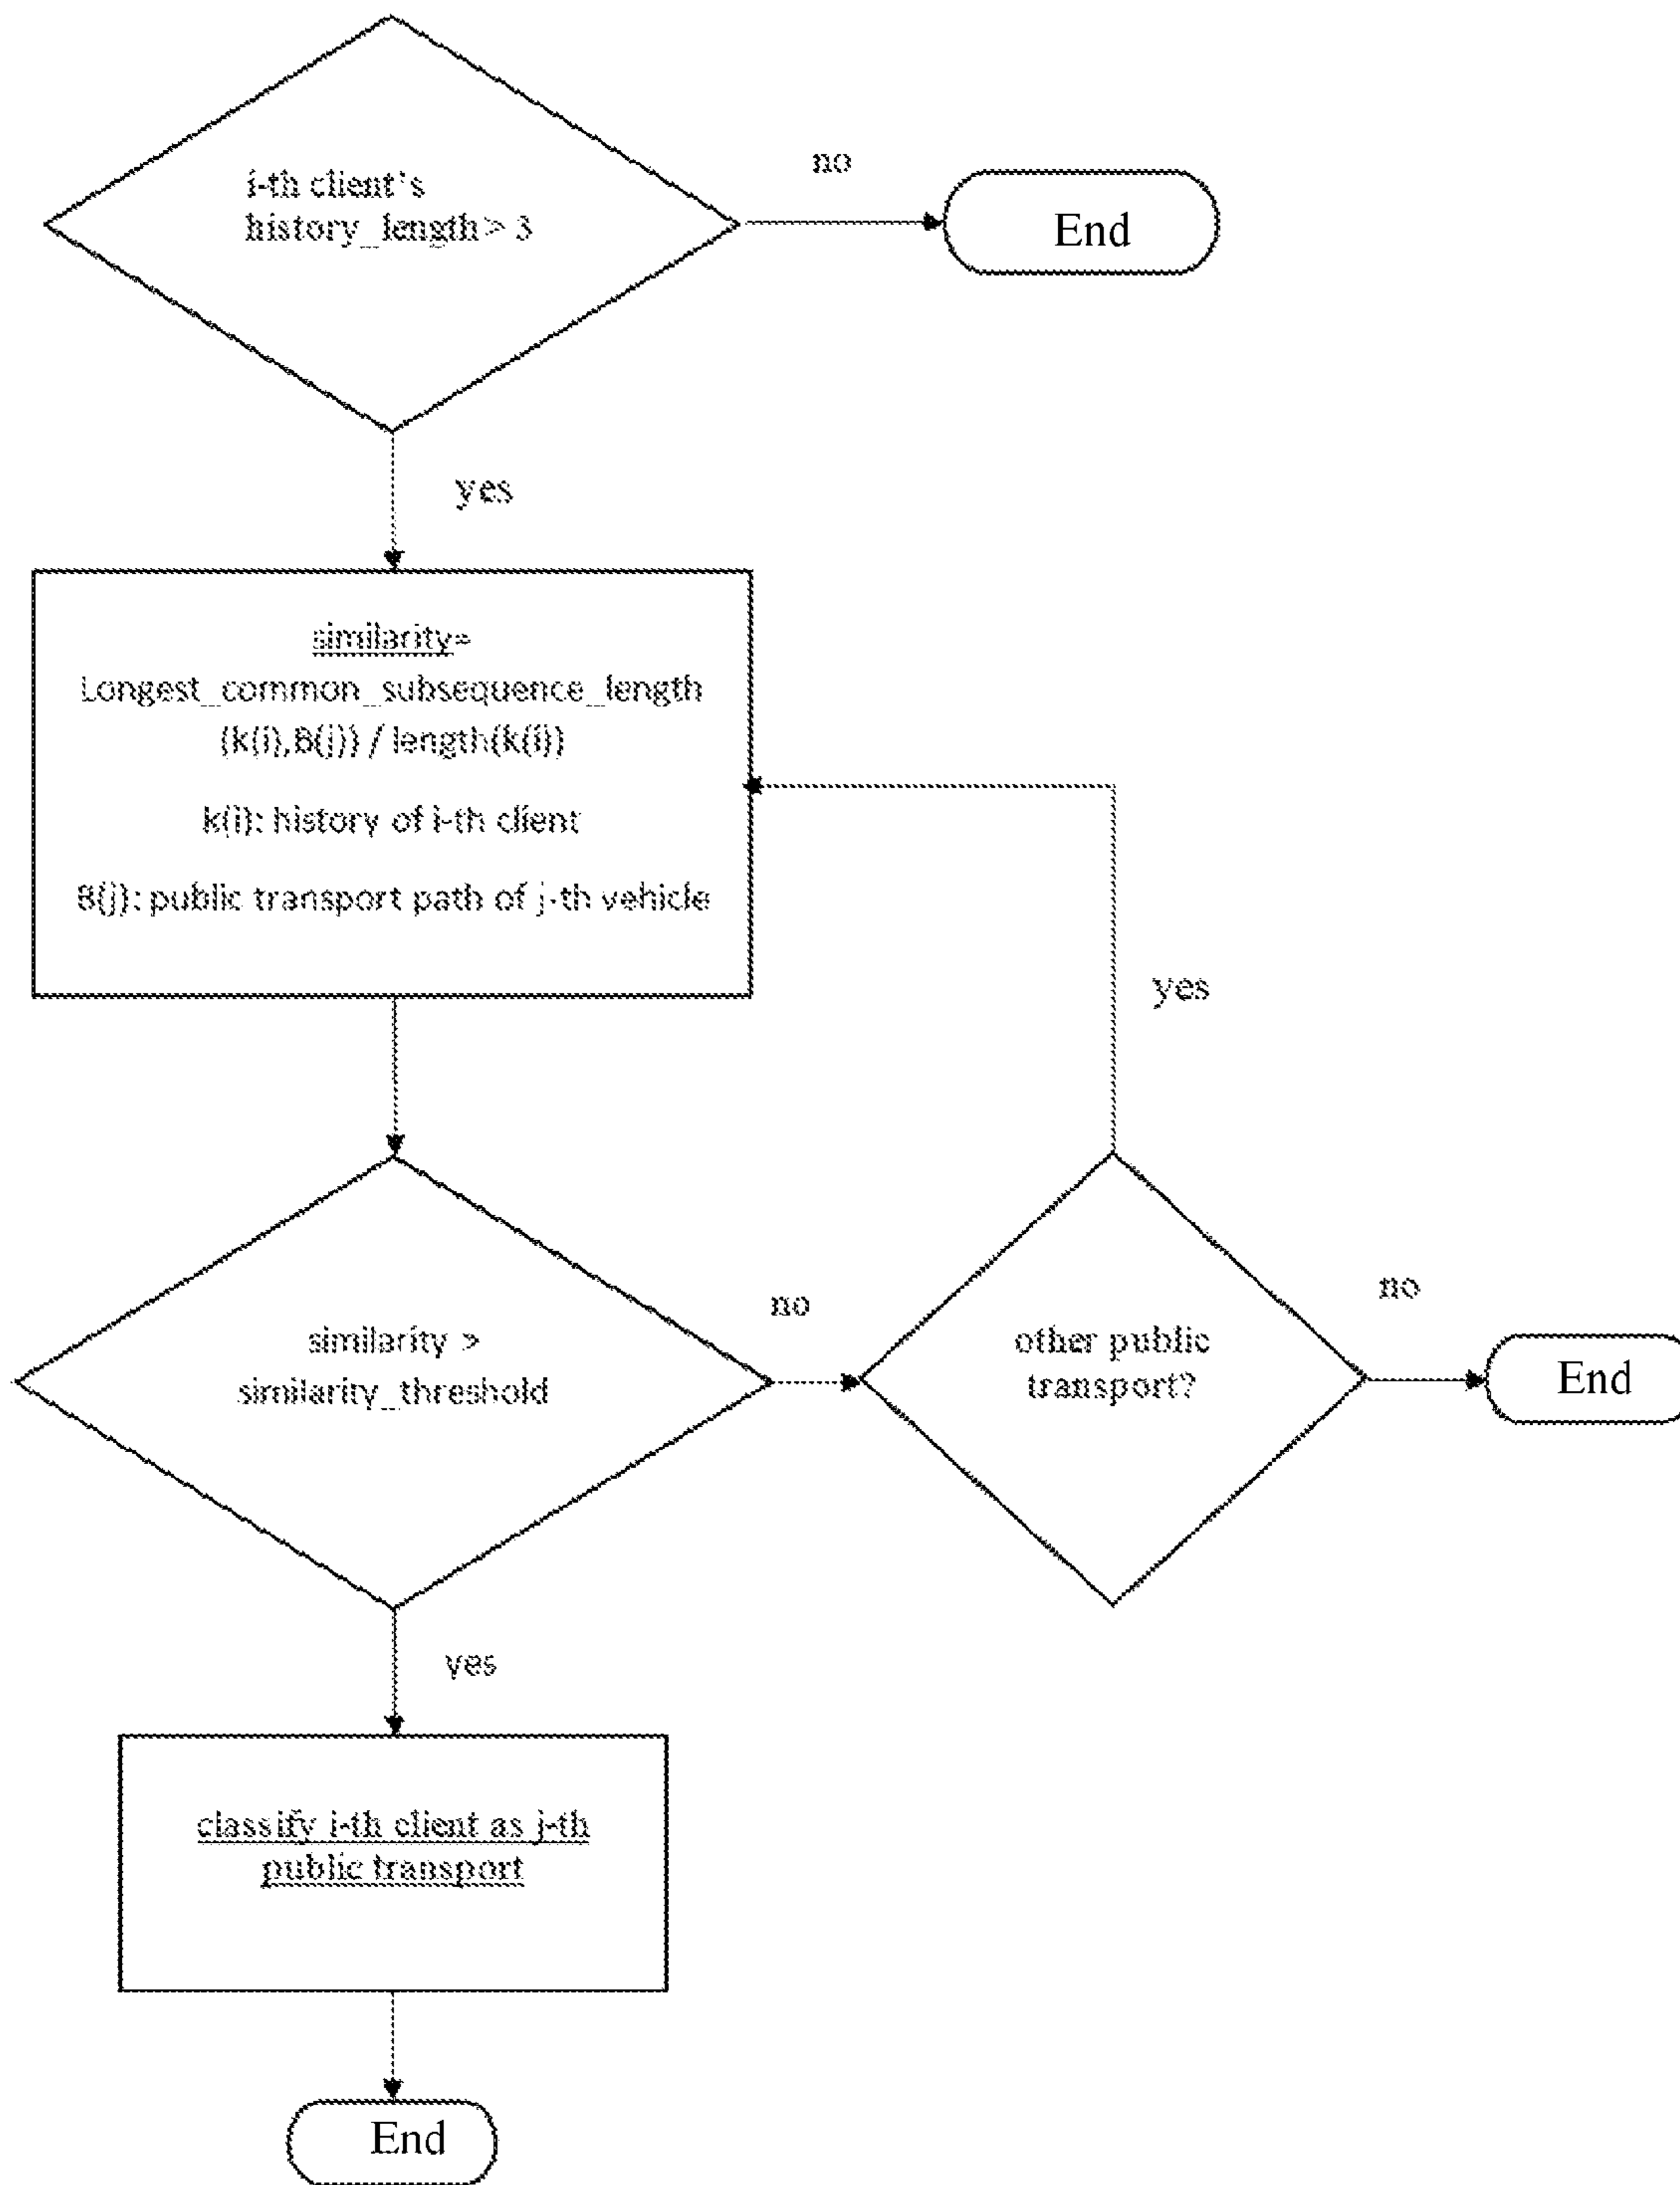 i-th client's
history_length > 3
no
End
yes
similarity=
Longest_common_subsequence_length
(k(i),B(j)) / length(k(i))
k(i): history of i-th client
B(j): public transport path of j-th vehicle
yes
similarity >
similarity_threshold
no
other public
transport?
no
End
yes
classify i-th client as j-th
public transport
End